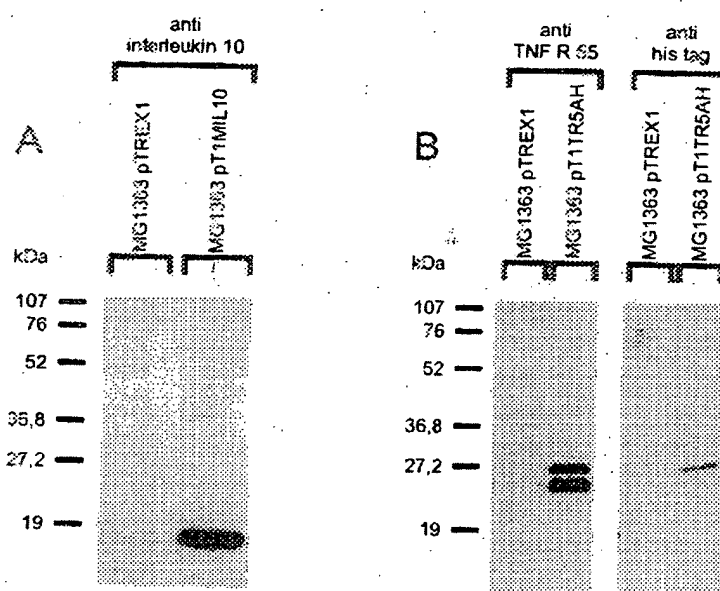 anti
interleukin 10
A
MG1363 pTREX1
MG1363 pT1MIL10
kDa
107
76
52
35,8
27,2
19
anti
TNF R 55
anti
his tag
B
MG1363 pTREX1
MG1363 pT1TR5AH
MG1363 pTREX1
MG1363 pT1TR5AH
kDa
107
76
52
36,8
27,2
19